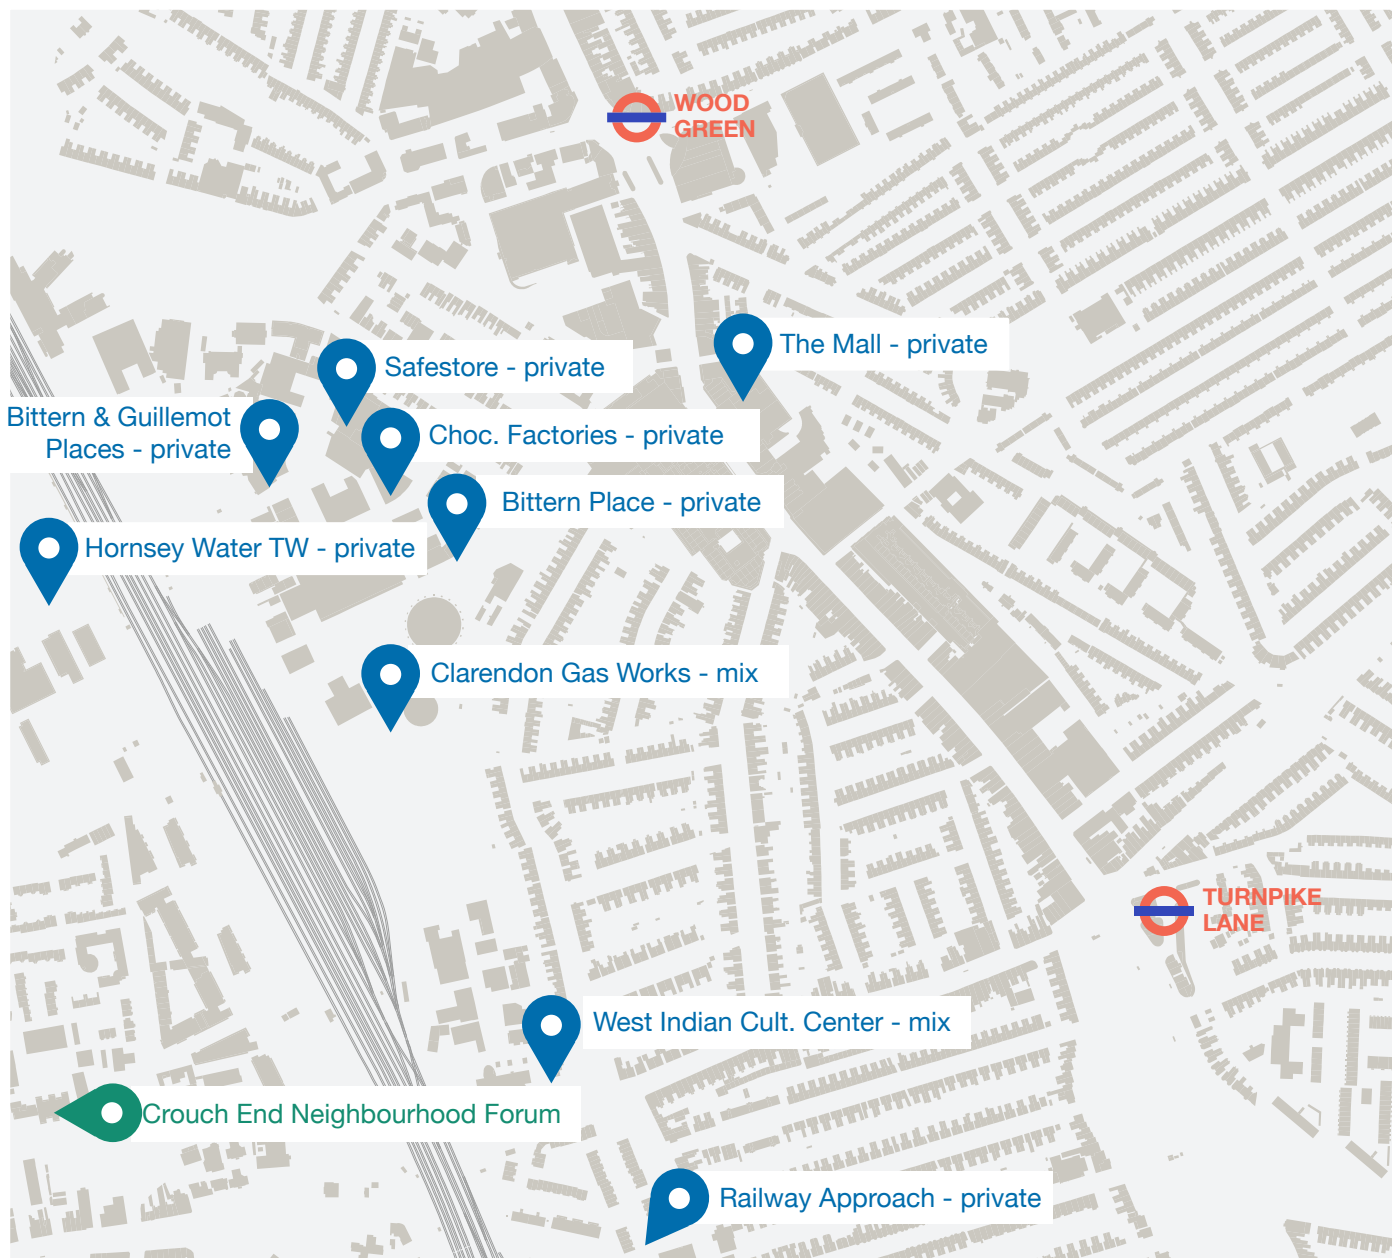 WOOD
GREEN
The Mall - private
Safestore - private
Bittern & Guillemot
Places - private
Choc. Factories - private
Bittern Place - private
Hornsey Water TW - private
Clarendon Gas Works - mix
TURNPIKE
LANE
West Indian Cult. Center - mix
Crouch End Neighbourhood Forum
Railway Approach - private